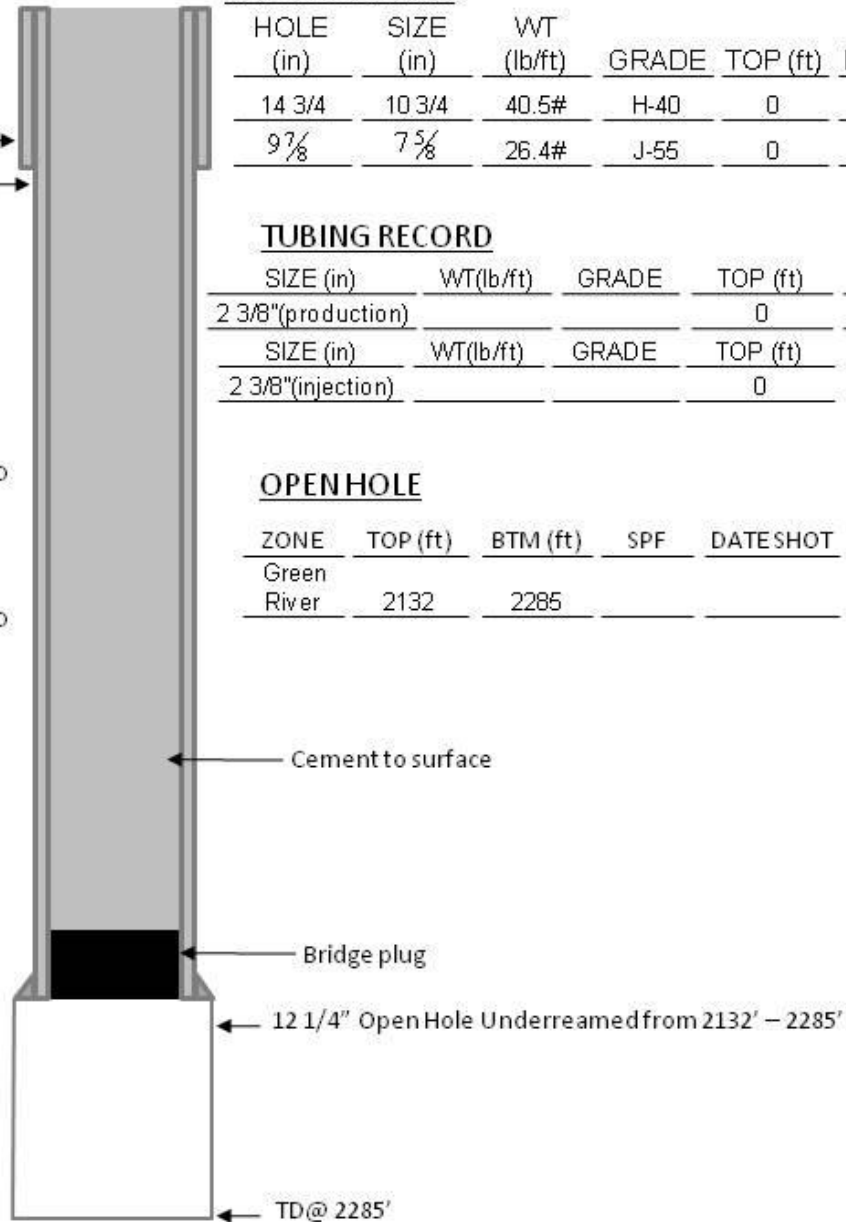 HOLE SIZE WT
(in) (in) (lb/ft) GRADE TOP (ft)
14 3/4 10 3/4 40.5# H-40 0
9 7/8 7 5/8 26.4# J-55 0
TUBING RECORD
SIZE (in) WT(lb/ft) GRADE TOP (ft)
2 3/8"(production) 0
SIZE (in) WT(lb/ft) GRADE TOP (ft)
2 3/8"(injection) 0
OPEN HOLE
ZONE TOP (ft) BTM (ft) SPF DATE SHOT
Green
River 2132 2285
Cement to surface
Bridge plug
12 1/4" Open Hole Underreamed from 2132' – 2285'
TD@ 2285'